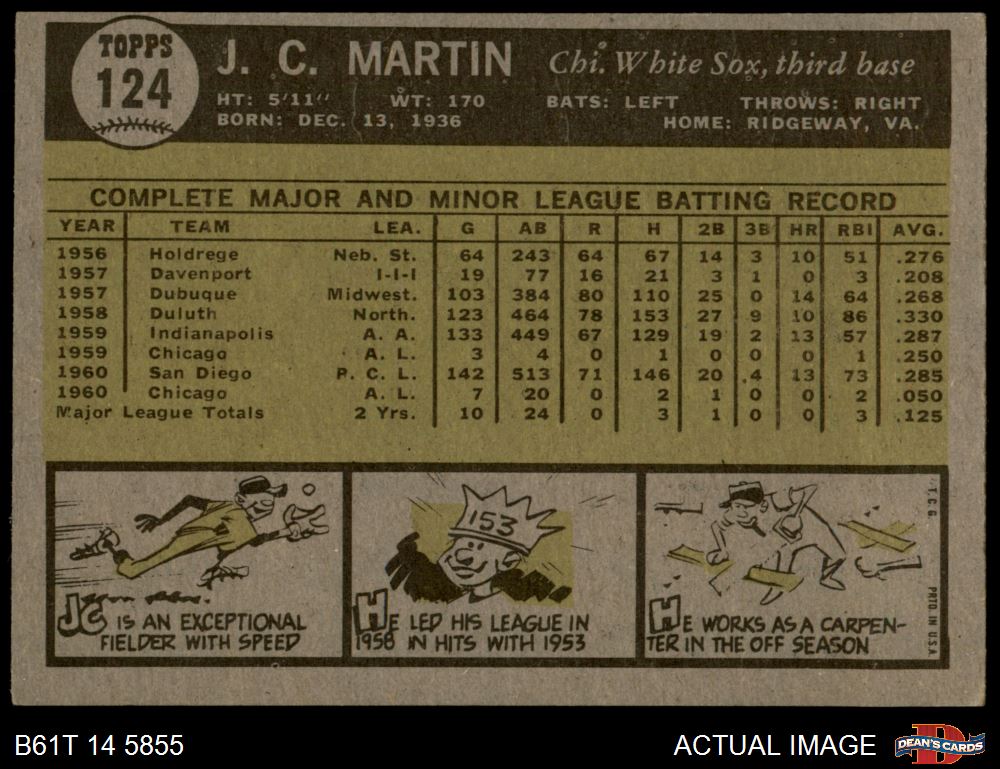 TOPPS
124
J. C. MARTIN Chi. White Sox, third base
HT: 5'11" WT: 170 BATS: LEFT THROWS: RIGHT
BORN: DEC. 13, 1936 HOME: RIDGEWAY, VA.
COMPLETE MAJOR AND MINOR LEAGUE BATTING RECORD
YEAR TEAM LEA. G AB R H 2B 3B HR RBI AVG.
1956 Holdrege Neb. St. 64 243 64 67 14 3 10 51 .276
1957 Davenport I-I-I 19 77 16 21 3 1 0 3 .208
1957 Dubuque Midwest. 103 384 80 110 25 0 14 64 .268
1958 Duluth North. 123 464 78 153 27 9 10 86 .330
1959 Indianapolis A. A. 133 449 67 129 19 2 13 57 .287
1959 Chicago A. L. 3 4 0 1 0 0 0 1 .250
1960 San Diego P. C. L. 142 513 71 146 20 .4 13 73 .285
1960 Chicago A. L. 7 20 0 2 1 0 0 2 .050
Major League Totals 2 Yrs. 10 24 0 3 1 0 0 3 .125
JC IS AN EXCEPTIONAL
FIELDER WITH SPEED
153
HE LED HIS LEAGUE IN
1958 IN HITS WITH 1953
HE WORKS AS A CARPEN-
TER IN THE OFF SEASON
T.C.G.
PRTD. IN U.S.A.
B61T 14 5855
ACTUAL IMAGE
D
DEAN'S CARDS